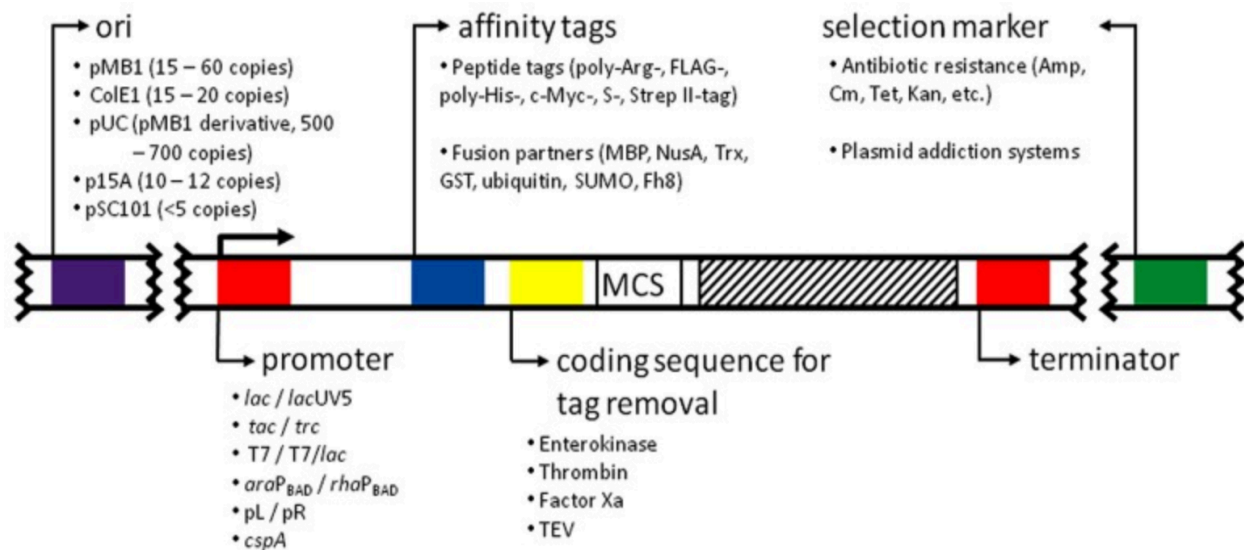 ori
• pMB1 (15 – 60 copies)
• ColE1 (15 – 20 copies)
• pUC (pMB1 derivative, 500
– 700 copies)
• p15A (10 – 12 copies)
• pSC101 (<5 copies)
affinity tags
• Peptide tags (poly-Arg-, FLAG-,
poly-His-, c-Myc-, S-, Strep II-tag)
• Fusion partners (MBP, NusA, Trx,
GST, ubiquitin, SUMO, Fh8)
selection marker
• Antibiotic resistance (Amp,
Cm, Tet, Kan, etc.)
• Plasmid addiction systems
MCS
promoter
• lac / lacUV5
• tac / trc
• T7 / T7/lac
• araPBAD / rhaPBAD
• pL / pR
• cspA
coding sequence for
tag removal
• Enterokinase
• Thrombin
• Factor Xa
• TEV
terminator